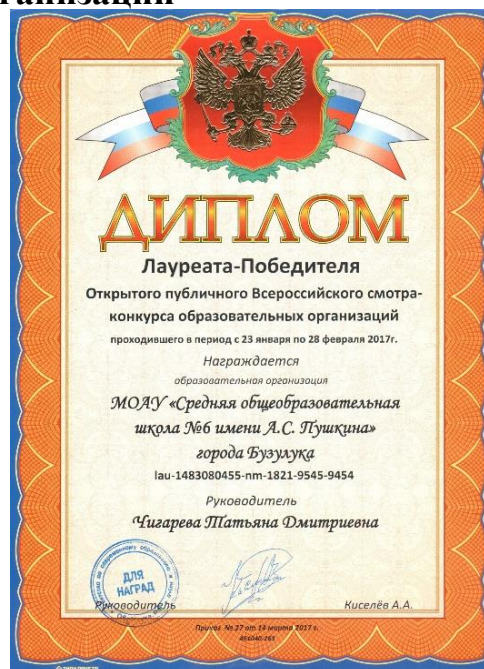 ДИПЛОМ
Лауреата-Победителя
Открытого публичного Всероссийского смотра-
конкурса образовательных организаций
проходившего в период с 23 января по 28 февраля 2017г.
Награждается
образовательная организация
МОАУ «Средняя общеобразовательная
школа №6 имени А.С. Пушкина»
города Бузулука
lau-1483080455-nm-1821-9545-9454
Руководитель
Чигарева Татьяна Дмитриевна
ДЛЯ
НАГРАД
Руководитель
Киселёв А.А.
Приказ № 27 от 14 марта 2017 г.